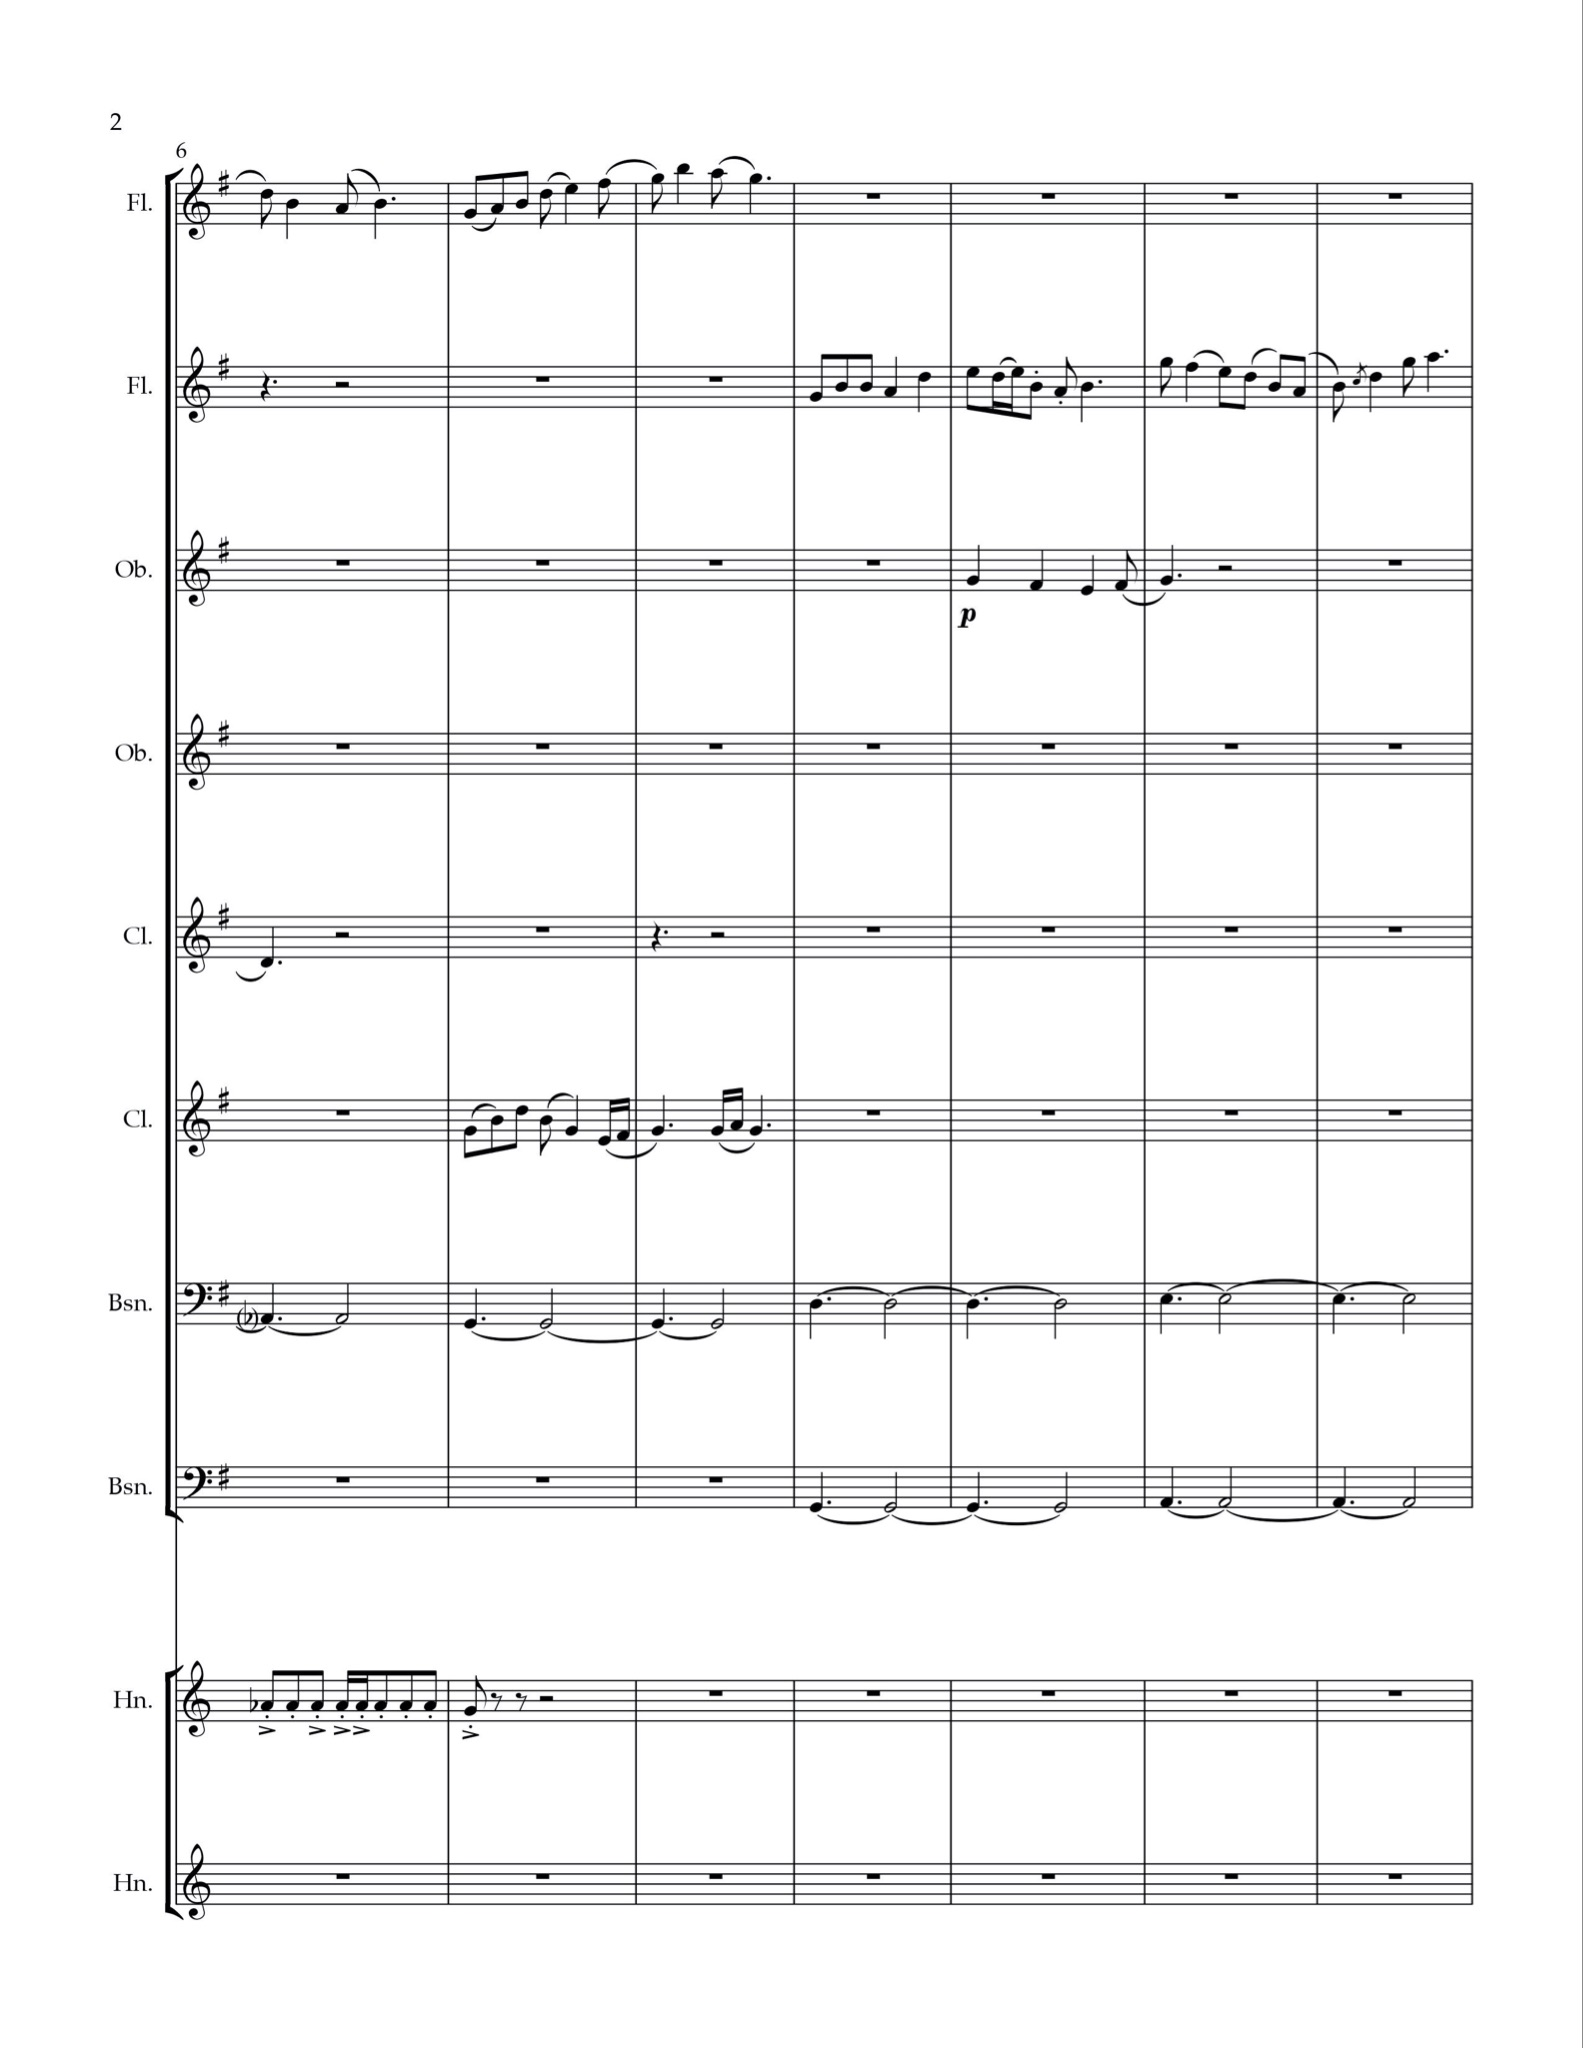 2
6
Fl.
Fl.
Ob.
p
Ob.
Cl.
Cl.
Bsn.
Bsn.
Hn.
Hn.